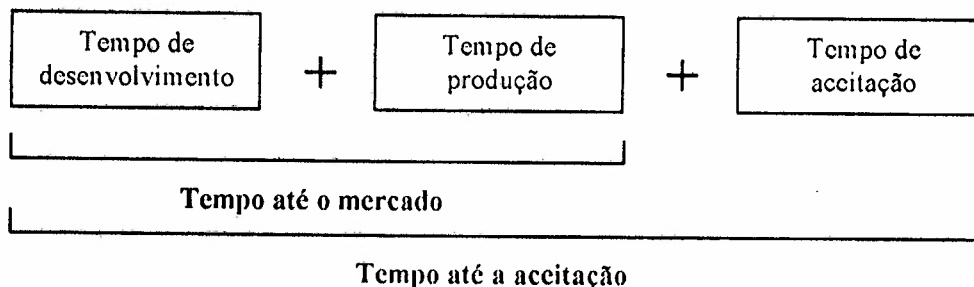 Tempo de
desenvolvimento
+
Tempo de
produção
+
Tempo de
aceitação
Tempo até o mercado
Tempo até a aceitação